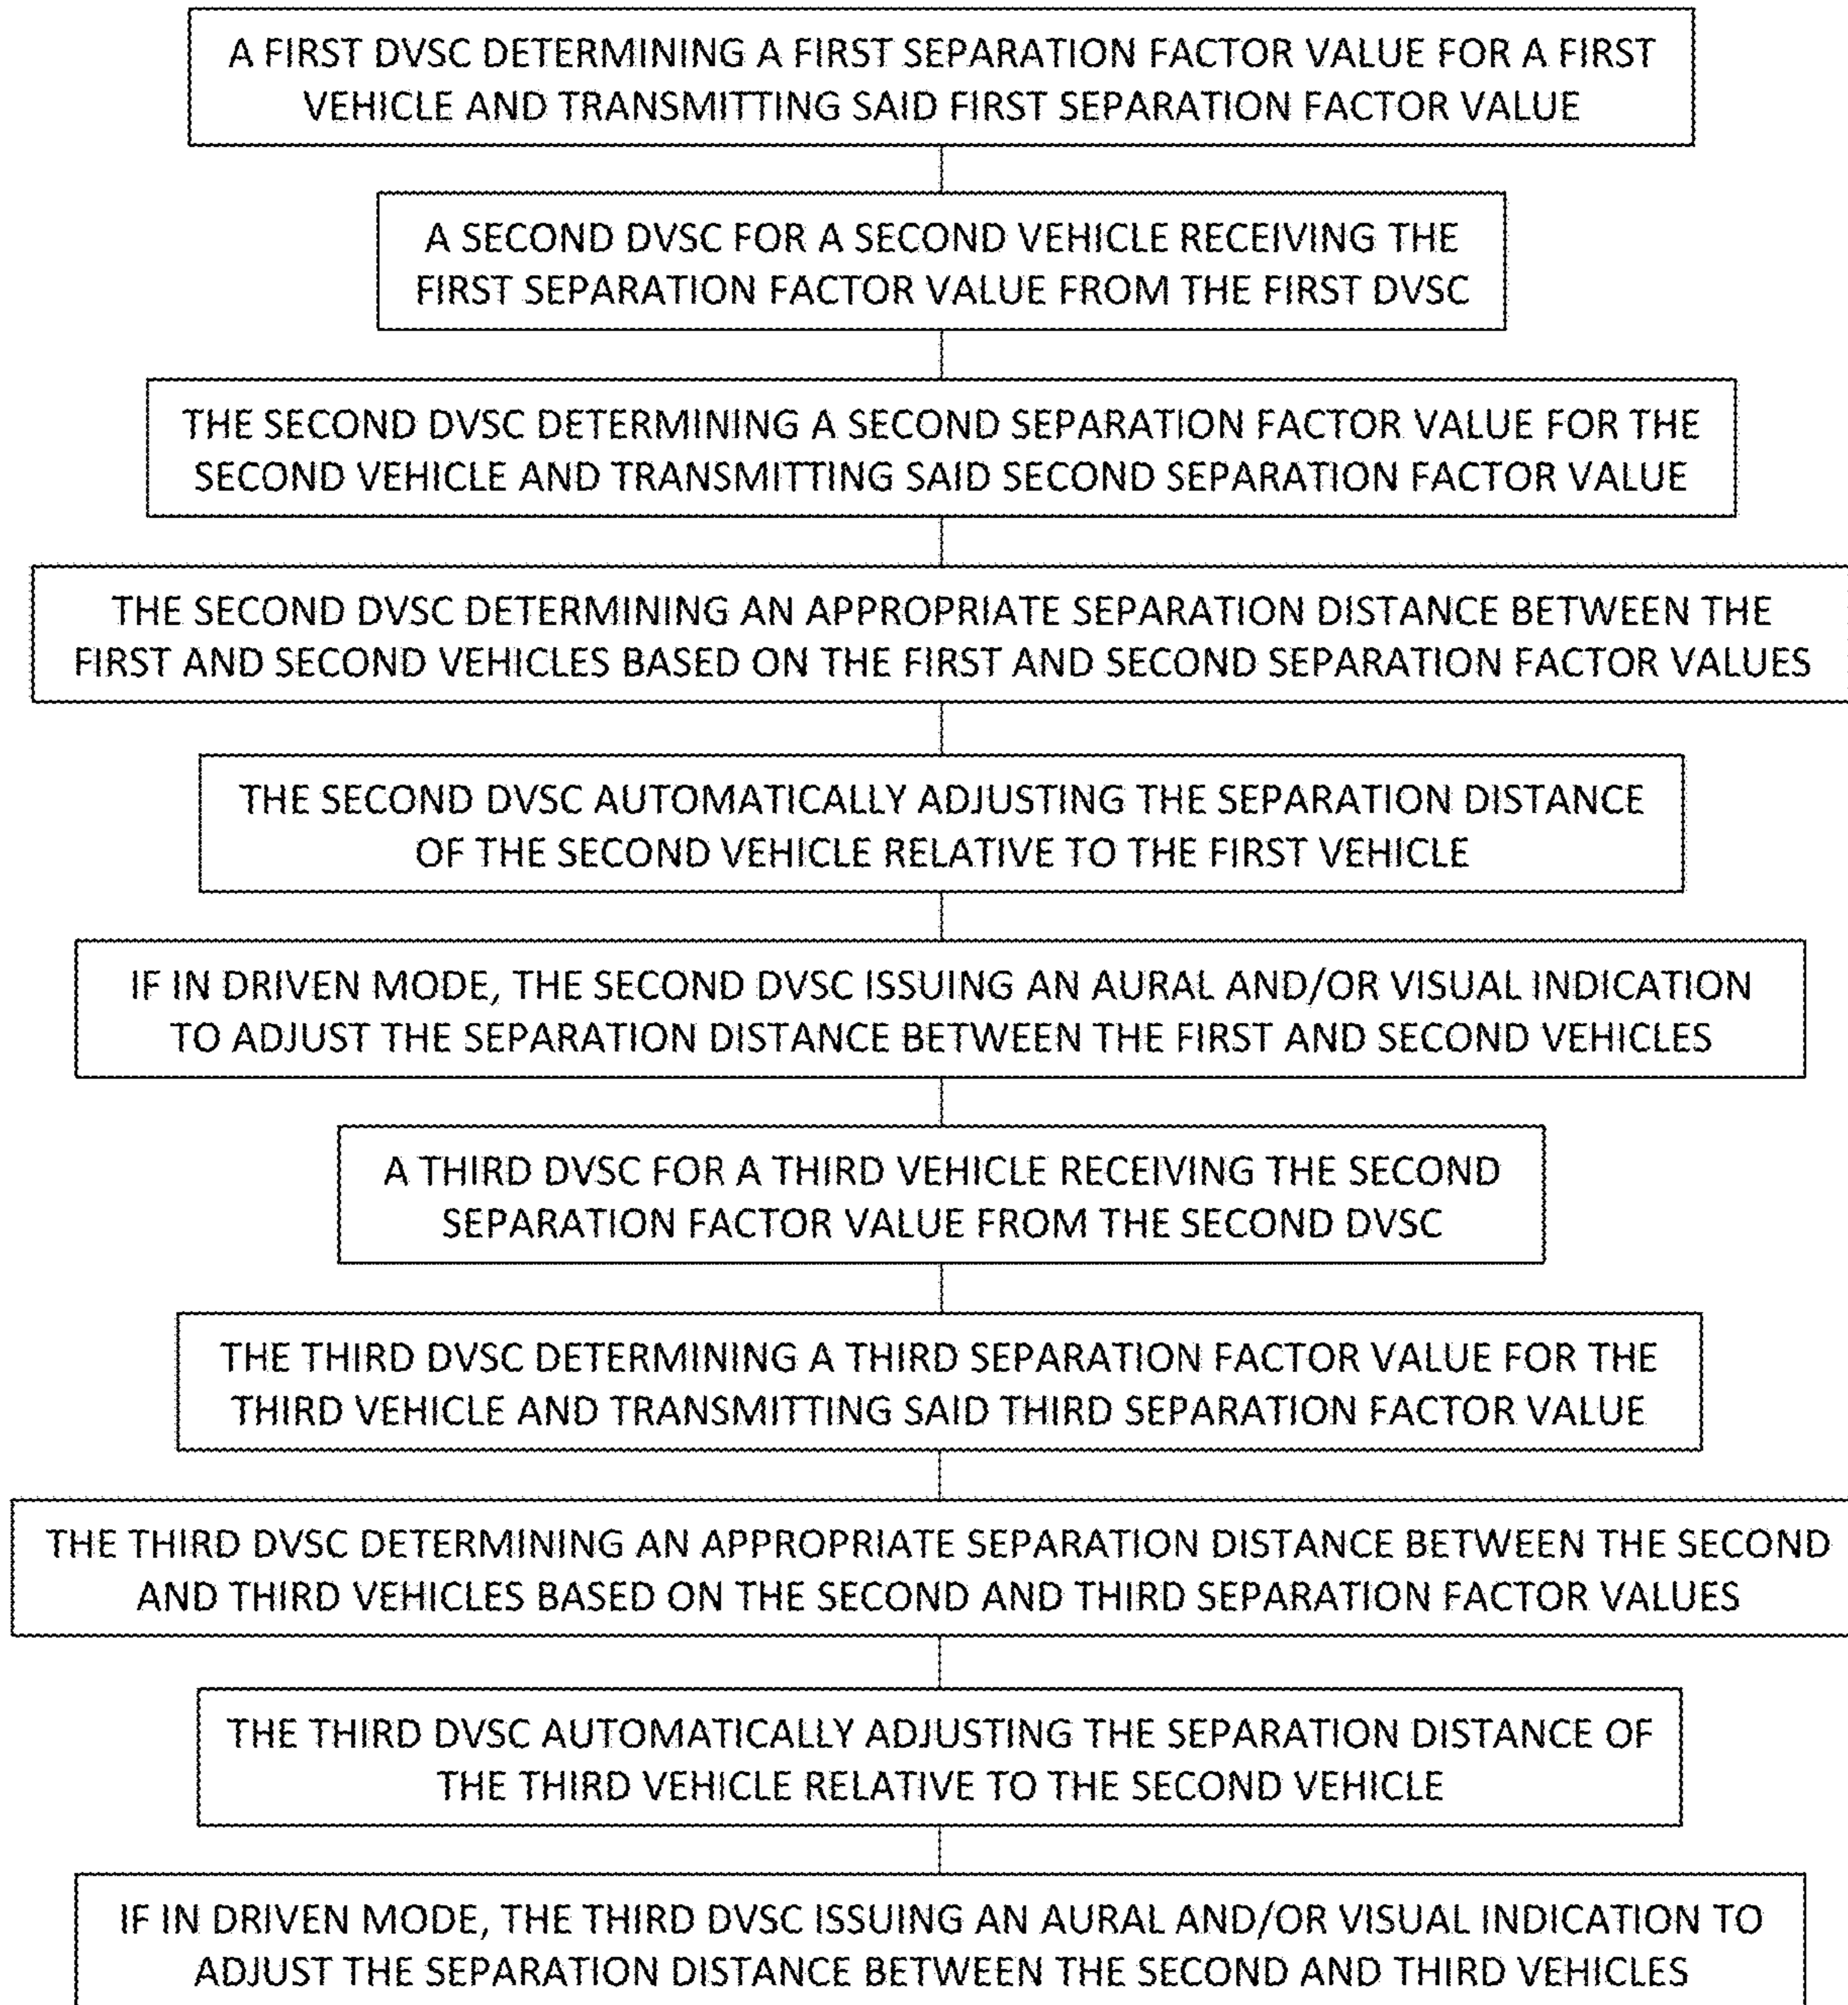 A FIRST DVSC DETERMINING A FIRST SEPARATION FACTOR VALUE FOR A FIRST
VEHICLE AND TRANSMITTING SAID FIRST SEPARATION FACTOR VALUE
A SECOND DVSC FOR A SECOND VEHICLE RECEIVING THE
FIRST SEPARATION FACTOR VALUE FROM THE FIRST DVSC
THE SECOND DVSC DETERMINING A SECOND SEPARATION FACTOR VALUE FOR THE
SECOND VEHICLE AND TRANSMITTING SAID SECOND SEPARATION FACTOR VALUE
THE SECOND DVSC DETERMINING AN APPROPRIATE SEPARATION DISTANCE BETWEEN THE
FIRST AND SECOND VEHICLES BASED ON THE FIRST AND SECOND SEPARATION FACTOR VALUES
THE SECOND DVSC AUTOMATICALLY ADJUSTING THE SEPARATION DISTANCE
OF THE SECOND VEHICLE RELATIVE TO THE FIRST VEHICLE
IF IN DRIVEN MODE, THE SECOND DVSC ISSUING AN AURAL AND/OR VISUAL INDICATION
TO ADJUST THE SEPARATION DISTANCE BETWEEN THE FIRST AND SECOND VEHICLES
A THIRD DVSC FOR A THIRD VEHICLE RECEIVING THE SECOND
SEPARATION FACTOR VALUE FROM THE SECOND DVSC
THE THIRD DVSC DETERMINING A THIRD SEPARATION FACTOR VALUE FOR THE
THIRD VEHICLE AND TRANSMITTING SAID THIRD SEPARATION FACTOR VALUE
THE THIRD DVSC DETERMINING AN APPROPRIATE SEPARATION DISTANCE BETWEEN THE SECOND
AND THIRD VEHICLES BASED ON THE SECOND AND THIRD SEPARATION FACTOR VALUES
THE THIRD DVSC AUTOMATICALLY ADJUSTING THE SEPARATION DISTANCE OF
THE THIRD VEHICLE RELATIVE TO THE SECOND VEHICLE
IF IN DRIVEN MODE, THE THIRD DVSC ISSUING AN AURAL AND/OR VISUAL INDICATION TO
ADJUST THE SEPARATION DISTANCE BETWEEN THE SECOND AND THIRD VEHICLES